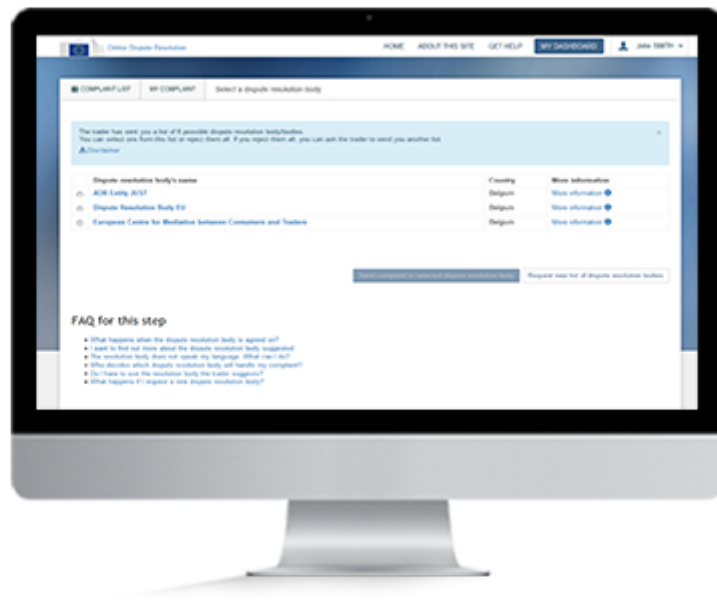 Online Dispute Resolution
HOME ABOUT THIS SITE GET HELP MY DASHBOARD John SMITH
COMPLAINT LIST MY COMPLAINT Select a dispute resolution body
The trader has sent you a list of possible dispute resolution body/bodies.
You can select one from this list or reject them all. If you reject them all, you can ask the trader to send you another list.
Disclaimer
Dispute resolution body's name Country More information
ADR Entity JUST Belgium More information
Dispute Resolution Body EU Belgium More information
European Centre for Mediation between Consumers and Traders Belgium More information
Send complaint to selected dispute resolution body Request new list of dispute resolution bodies
FAQ for this step
What happens when the dispute resolution body is agreed on?
I want to find out more about the dispute resolution body suggested.
The resolution body does not speak my language. What can I do?
Who decides which dispute resolution body will handle my complaint?
Do I have to use the resolution body the trader suggests?
What happens if I request a new dispute resolution body?